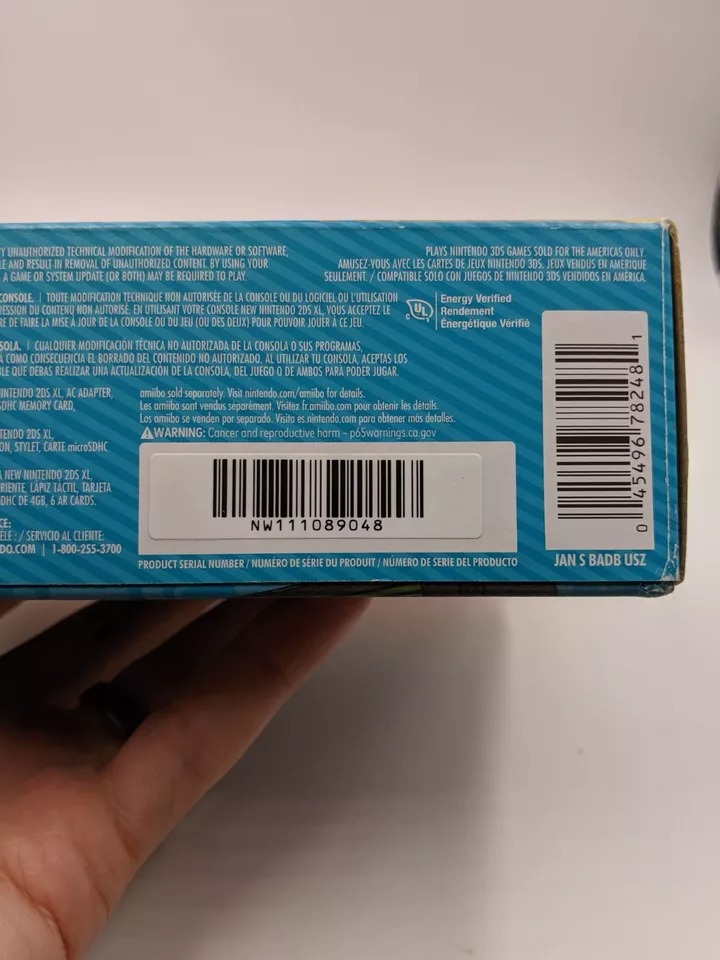 Y UNAUTHORIZED TECHNICAL MODIFICATION OF THE HARDWARE OR SOFTWARE,
LE AND RESULT IN REMOVAL OF UNAUTHORIZED CONTENT. BY USING YOUR
A GAME OR SYSTEM UPDATE (OR BOTH) MAY BE REQUIRED TO PLAY.
PLAYS NINTENDO 3DS GAMES SOLD FOR THE AMERICAS ONLY.
AMUSEZ-VOUS AVEC LES CARTES DE JEUX NINTENDO 3DS. JEUX VENDUS EN AMERIQUE
SEULEMENT. / COMPATIBLE SOLO CON JUEGOS DE NINTENDO 3DS VENDIDOS EN AMÉRICA.
CONSOLE. | TOUTE MODIFICATION TECHNIQUE NON AUTORISÉE DE LA CONSOLE OU DU LOGICIEL OU L'UTILISATION
RESSION DU CONTENU NON AUTORISÉ. EN UTILISANT VOTRE CONSOLE NEW NINTENDO 2DS XL, VOUS ACCEPTEZ LE
RE DE FAIRE LA MISE À JOUR DE LA CONSOLE OU DU JEU (OU DES DEUX) POUR POUVOIR JOUER À CE JEU.
C UL
Energy Verified
Rendement
Énergétique Vérifié
SOLA. | CUALQUIER MODIFICACIÓN TÉCNICA NO AUTORIZADA DE LA CONSOLA O SUS PROGRAMAS,
A COMO CONSECUENCIA EL BORRADO DEL CONTENIDO NO AUTORIZADO. AL UTILIZAR TU CONSOLA, ACEPTAS LOS
BLE QUE DEBAS REALIZAR UNA ACTUALIZACIÓN DE LA CONSOLA, DEL JUEGO O DE AMBOS PARA PODER JUGAR.
NINTENDO 2DS XL, AC ADAPTER,
SDHC MEMORY CARD,
TENDO 2DS XL,
ON, STYLET, CARTE microSDHC
A NEW NINTENDO 2DS XL,
RIENTE, LÁPIZ TÁCTIL, TARJETA
DHC DE 4GB, 6 AR CARDS.
CE:
ÈLE : / SERVICIO AL CLIENTE:
DO.COM | 1-800-255-3700
amiibo sold separately. Visit nintendo.com/amiibo for details.
Les amiibo sont vendus séparément. Visitez fr.amiibo.com pour obtenir les détails.
Los amiibo se venden por separado. Visita es.nintendo.com para obtener más detalles.
WARNING: Cancer and reproductive harm – p65warnings.ca.gov
NW111089048
PRODUCT SERIAL NUMBER / NUMÉRO DE SÉRIE DU PRODUIT / NÚMERO DE SERIE DEL PRODUCTO
0 45496 78248 1
JAN S BADB USZ